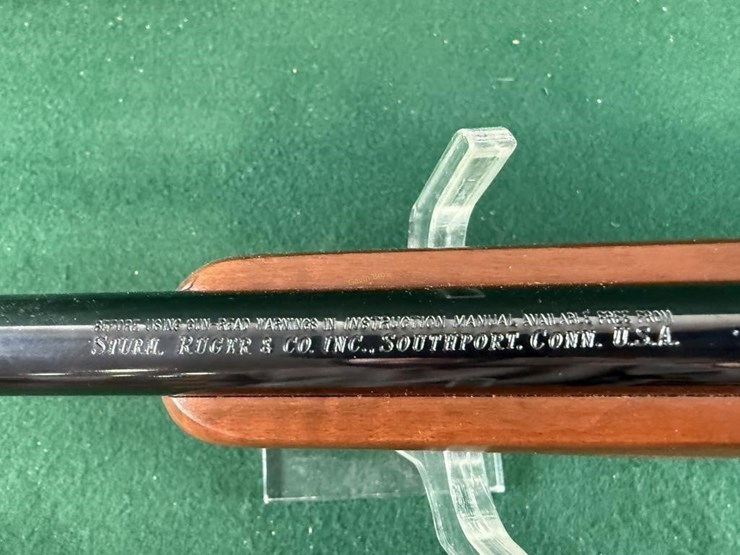 BEFORE USING GUN READ WARNINGS IN INSTRUCTION MANUAL AVAILABLE FREE FROM
STURM, RUGER & CO. INC., SOUTHPORT, CONN. U.S.A.